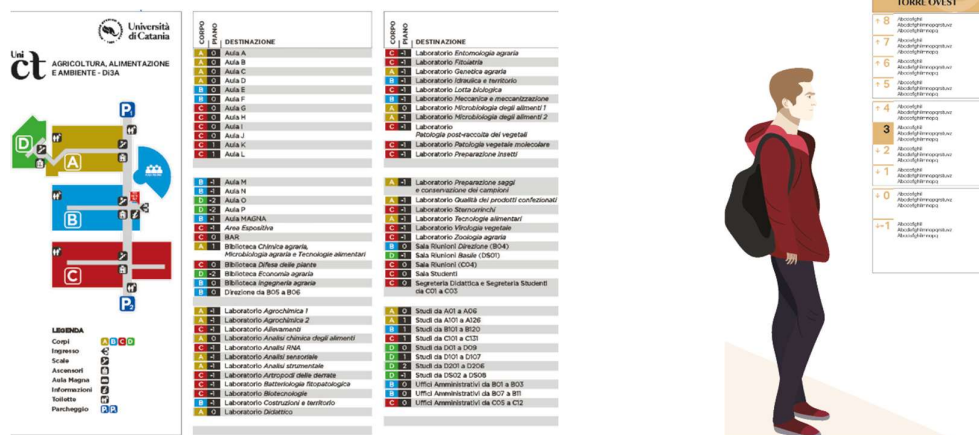 Università
di Catania
Uni
ct
AGRICOLTURA, ALIMENTAZIONE
E AMBIENTE - Di3A
P1
D
A
B
C
P2
LEGENDA
Corpi A B C D
Ingresso
Scale
Ascensori
Aula Magna
Informazioni
Toilette
Parcheggio P1 P2
CORPO PIANO DESTINAZIONE
A 0 Aula A
A 0 Aula B
A 0 Aula C
A 0 Aula D
B 0 Aula E
B 0 Aula F
C 0 Aula G
C 0 Aula H
C 0 Aula I
C 0 Aula J
C 1 Aula K
C 1 Aula L
B -1 Aula M
B -1 Aula N
D -2 Aula O
D -2 Aula P
B -1 Aula MAGNA
C -1 Area Espositiva
C 0 BAR
A 1 Biblioteca Chimica agraria,
Microbiologia agraria e Tecnologie alimentari
C 0 Biblioteca Difesa delle piante
D -2 Biblioteca Economia agraria
B 0 Biblioteca Ingegneria agraria
B 0 Direzione da B05 a B06
A -1 Laboratorio Agrochimica 1
A -1 Laboratorio Agrochimica 2
C -1 Laboratorio Allevamenti
A 0 Laboratorio Analisi chimica degli alimenti
C -1 Laboratorio Analisi RNA
A -1 Laboratorio Analisi sensoriale
A -1 Laboratorio Analisi strumentale
C -1 Laboratorio Artropodi delle derrate
C -1 Laboratorio Batteriologia fitopatologica
C -1 Laboratorio Biotecnologie
B -1 Laboratorio Costruzioni e territorio
A 0 Laboratorio Didattico
CORPO PIANO DESTINAZIONE
C -1 Laboratorio Entomologia agraria
C -1 Laboratorio Fitoiatria
A -1 Laboratorio Genetica agraria
B -1 Laboratorio Idraulica e territorio
C -1 Laboratorio Lotta biologica
B -1 Laboratorio Meccanica e meccanizzazione
A 0 Laboratorio Microbiologia degli alimenti 1
A -1 Laboratorio Microbiologia degli alimenti 2
C -1 Laboratorio
Patologia post-raccolta dei vegetali
C -1 Laboratorio Patologia vegetale molecolare
C -1 Laboratorio Preparazione insetti
A -1 Laboratorio Preparazione saggi
e conservazione dei campioni
A -1 Laboratorio Qualità dei prodotti confezionati
C -1 Laboratorio Sternorrinchi
A -1 Laboratorio Tecnologie alimentari
C -1 Laboratorio Virologia vegetale
C -1 Laboratorio Zoologia agraria
B 0 Sala Riunioni Direzione (B04)
D -1 Sala Riunioni Basile (DS01)
C 0 Sala Riunioni (C04)
C 0 Sala Studenti
C 0 Segreteria Didattica e Segreteria Studenti
da C01 a C03
A 0 Studi da A01 a A06
A 1 Studi da A101 a A126
B 1 Studi da B101 a B120
C 1 Studi da C101 a C131
D 0 Studi da D01 a D09
D 1 Studi da D101 a D107
D 2 Studi da D201 a D206
D -1 Studi da DS02 a DS08
B 0 Uffici Amministrativi da B01 a B03
B 0 Uffici Amministrativi da B07 a B11
C 0 Uffici Amministrativi da C05 a C12
TORRE OVEST
+ 8
+ 7
+ 6
+ 5
+ 4
3
+ 2
+ 1
+ 0
+-1